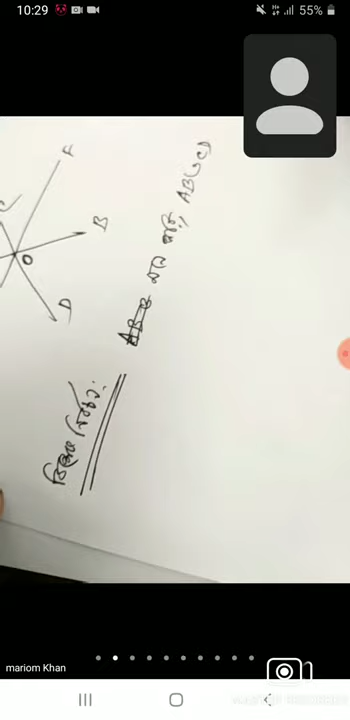 10:29
55%
C
F
B
O
D
বিশেষ নির্বচন:
মনে করি, AB ও CD
mariom Khan